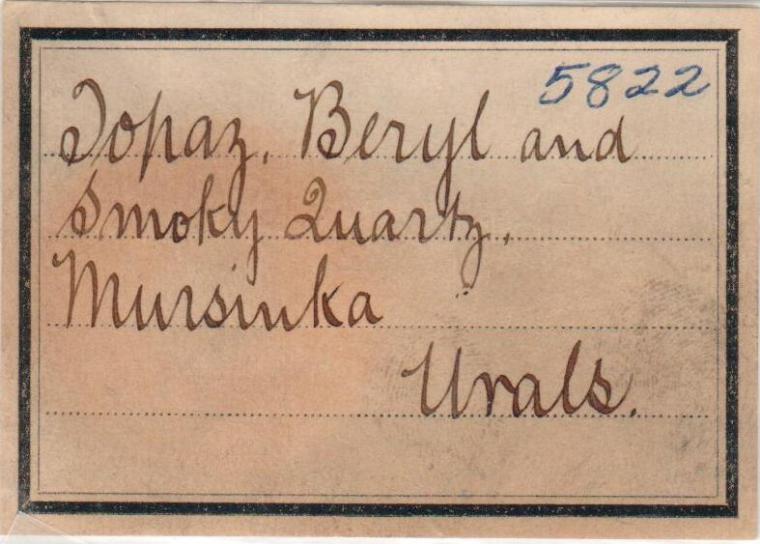 5822
Topaz, Beryl and
Smoky Quartz,
Mursinka
Urals.